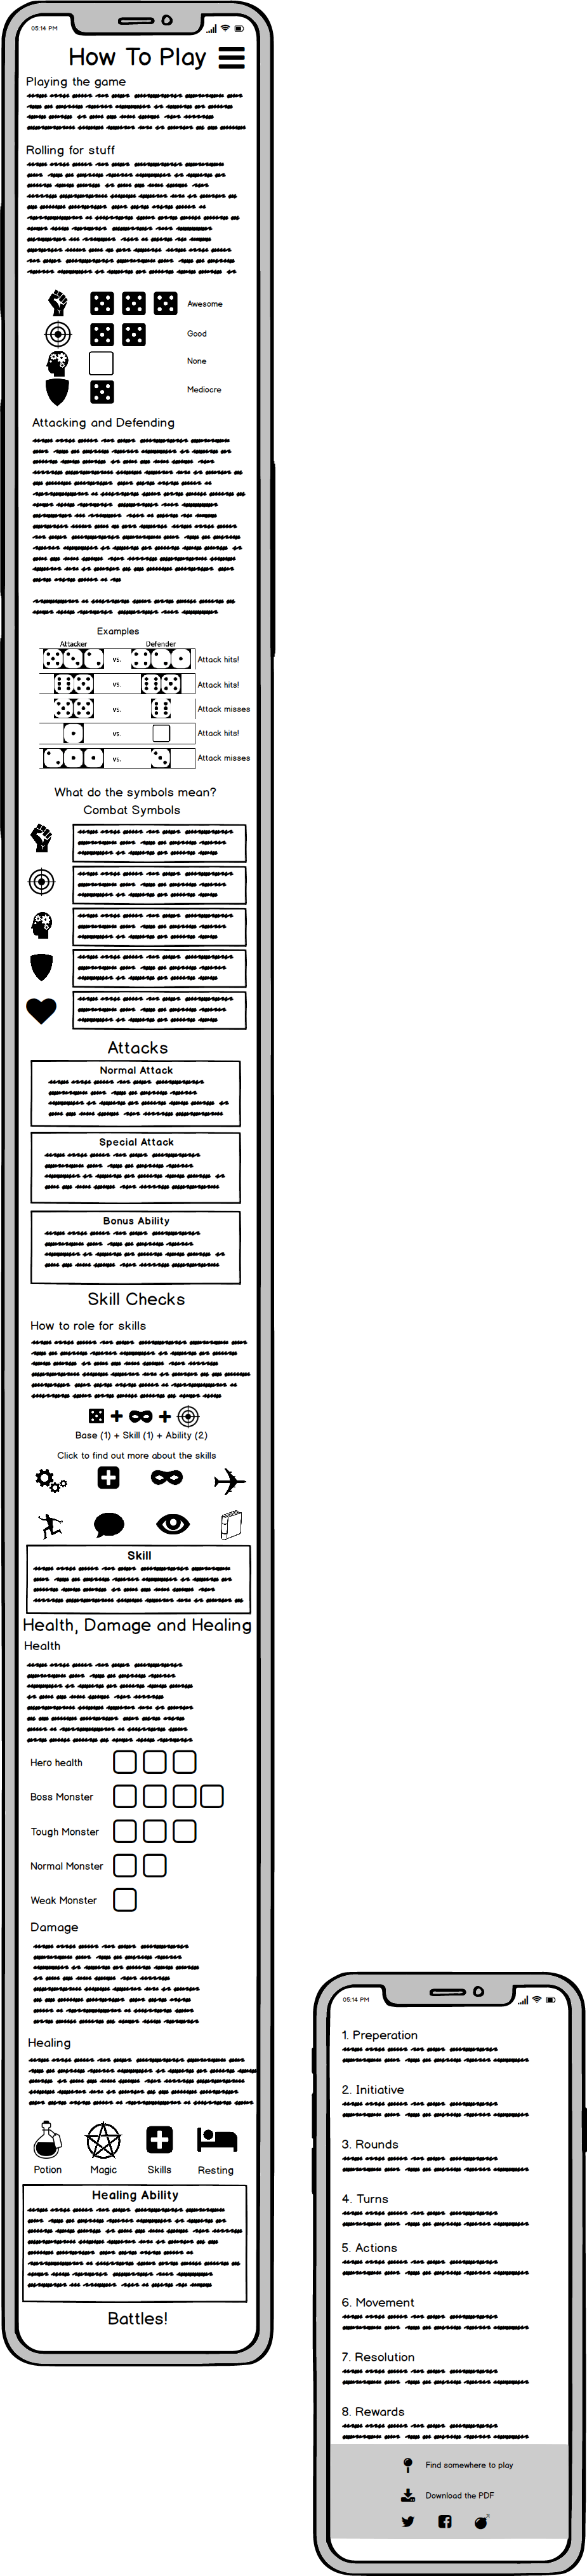 05:14 PM
How To Play
Playing the game
Rolling for stuff
Awesome
Good
None
Mediocre
Attacking and Defending
Examples
Attacker Defender
vs. Attack hits!
vs. Attack hits!
vs. Attack misses
vs. Attack hits!
vs. Attack misses
What do the symbols mean?
Combat Symbols
Attacks
Normal Attack
Special Attack
Bonus Ability
Skill Checks
How to role for skills
Base (1) + Skill (1) + Ability (2)
Click to find out more about the skills
Skill
Health, Damage and Healing
Health
Hero health
Boss Monster
Tough Monster
Normal Monster
Weak Monster
Damage
Healing
Potion Magic Skills Resting
Healing Ability
Battles!
05:14 PM
1. Preperation
2. Initiative
3. Rounds
4. Turns
5. Actions
6. Movement
7. Resolution
8. Rewards
Find somewhere to play
Download the PDF